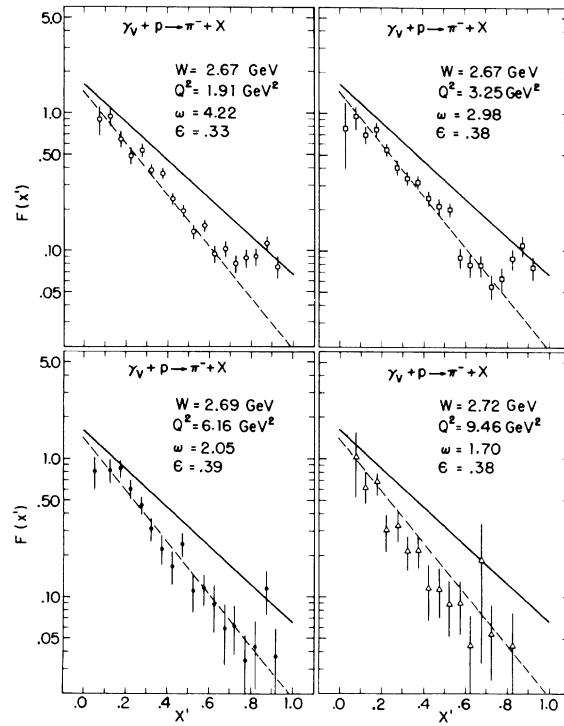 γᵥ + p → π⁻ + X
W = 2.67 GeV
Q² = 1.91 GeV²
ω = 4.22
ϵ = .33
5.0
1.0
.50
.10
.05
F(x')
γᵥ + p → π⁻ + X
W = 2.67 GeV
Q² = 3.25 GeV²
ω = 2.98
ϵ = .38
γᵥ + p → π⁻ + X
W = 2.69 GeV
Q² = 6.16 GeV²
ω = 2.05
ϵ = .39
5.0
1.0
.50
.10
.05
F(x')
.0 .2 .4 .6 .8 1.0
X'
γᵥ + p → π⁻ + X
W = 2.72 GeV
Q² = 9.46 GeV²
ω = 1.70
ϵ = .38
.0 .2 .4 .6 .8 1.0
X'